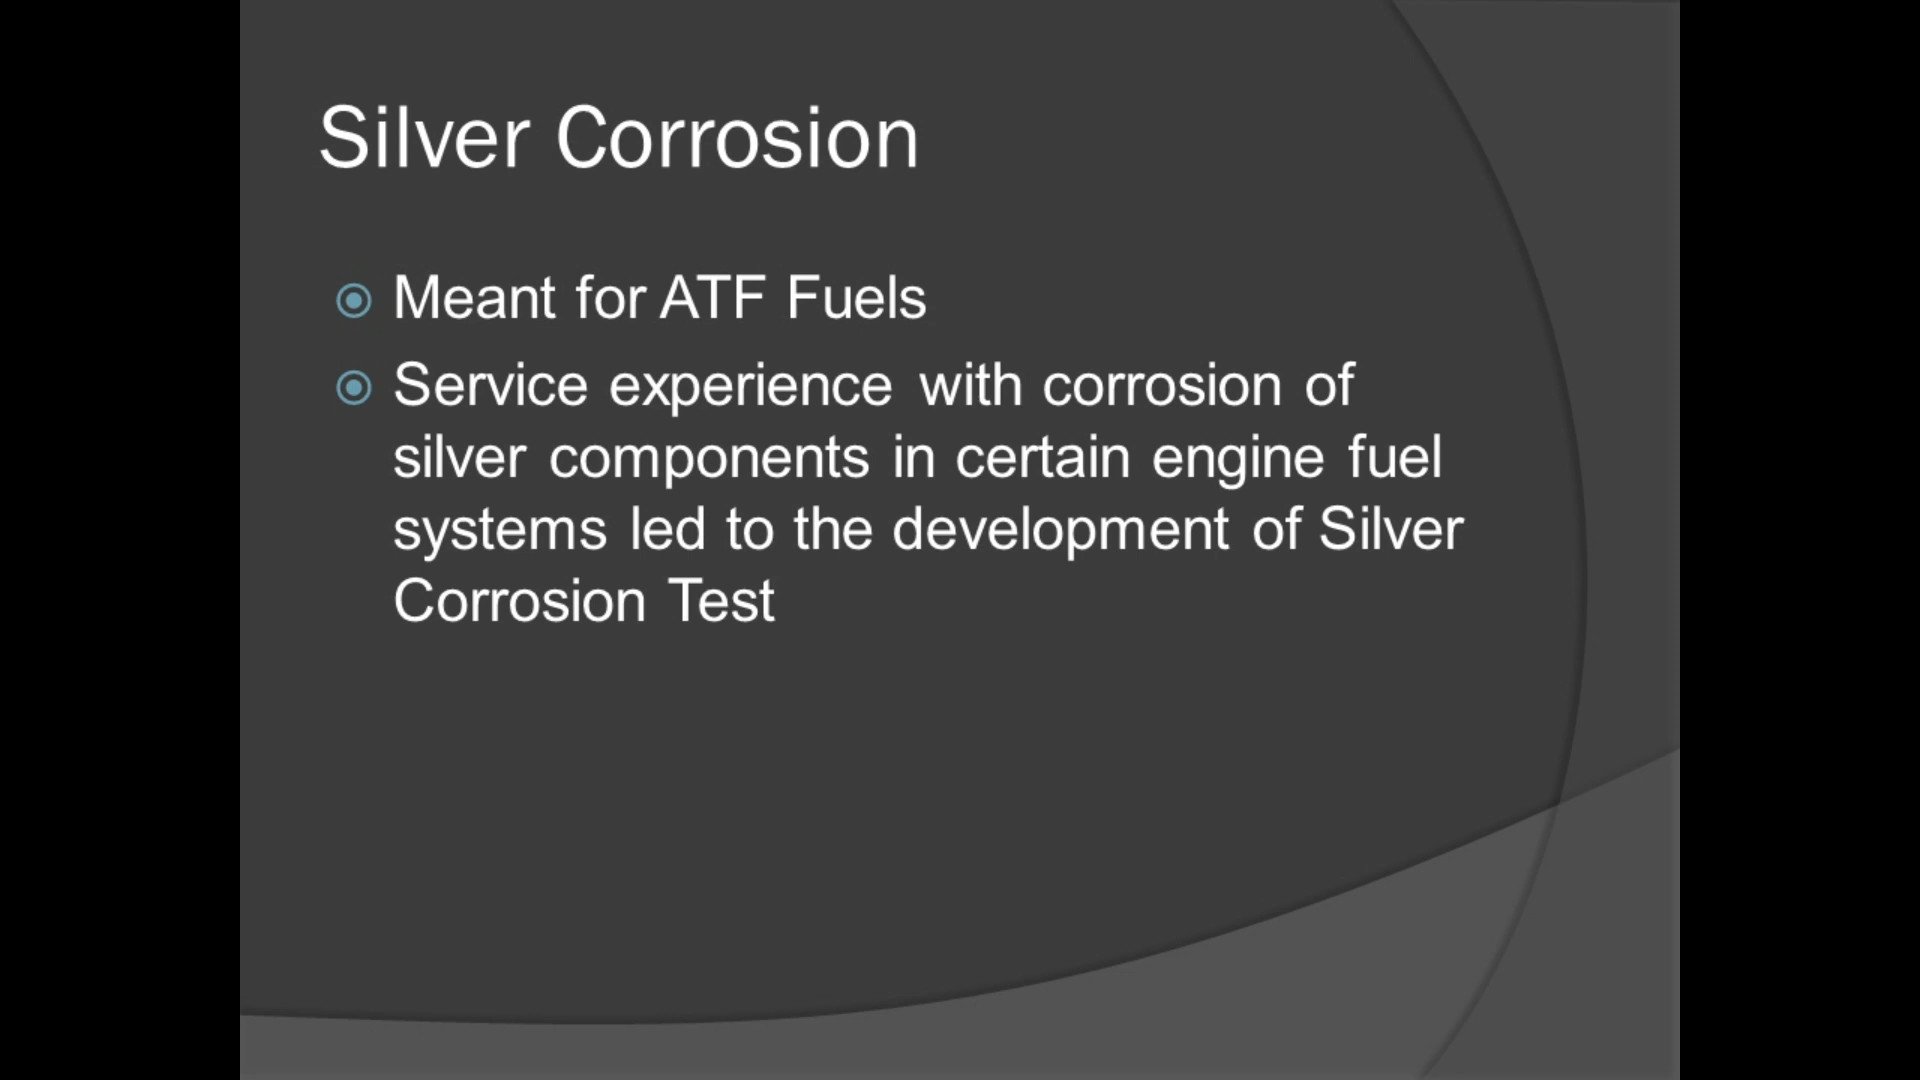 Silver Corrosion
Meant for ATF Fuels
Service experience with corrosion of
silver components in certain engine fuel
systems led to the development of Silver
Corrosion Test